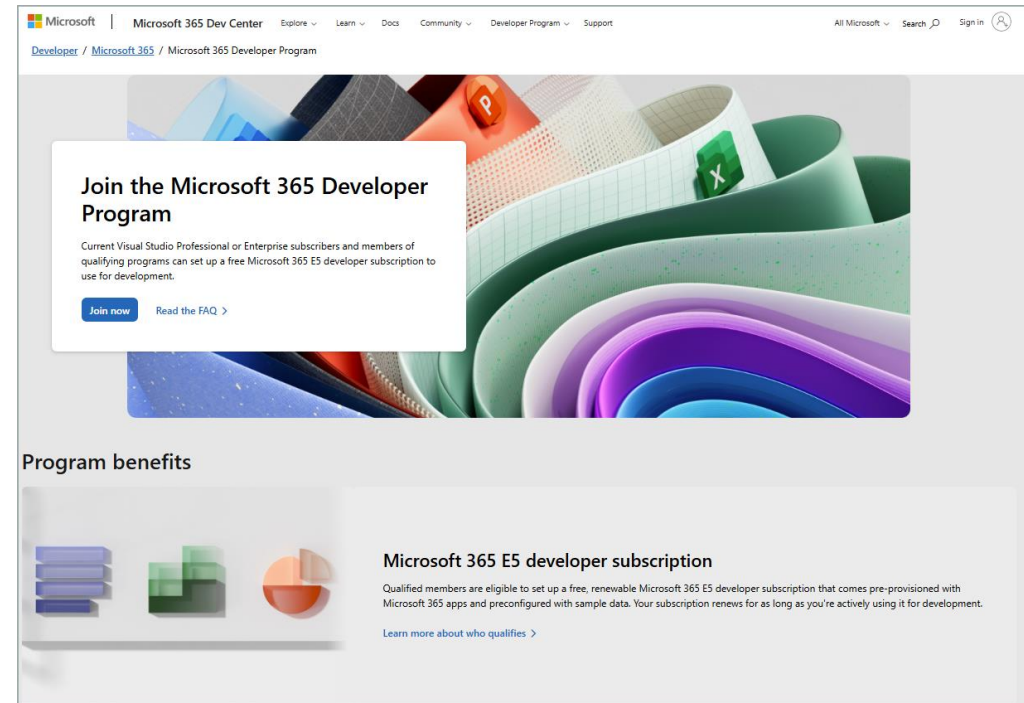 Microsoft
Microsoft 365 Dev Center Explore Learn Docs Community Developer Program Support All Microsoft Search Sign in
Developer / Microsoft 365 / Microsoft 365 Developer Program
P
X
Join the Microsoft 365 Developer
Program
Current Visual Studio Professional or Enterprise subscribers and members of
qualifying programs can set up a free Microsoft 365 E5 developer subscription to
use for development.
Join now Read the FAQ >
Program benefits
Microsoft 365 E5 developer subscription
Qualified members are eligible to set up a free, renewable Microsoft 365 E5 developer subscription that comes pre-provisioned with
Microsoft 365 apps and preconfigured with sample data. Your subscription renews for as long as you're actively using it for development.
Learn more about who qualifies >